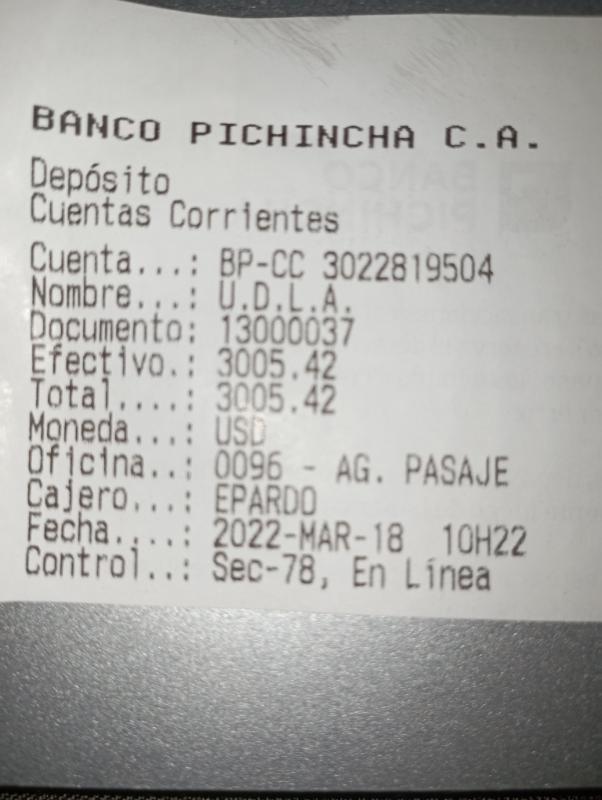 BANCO PICHINCHA C.A.
Depósito
Cuentas Corrientes
Cuenta...: BP-CC 3022819504
Nombre...: U.D.L.A.
Documento: 13000037
Efectivo.: 3005.42
Total....: 3005.42
Moneda...: USD
Oficina..: 0096 - AG. PASAJE
Cajero...: EPARDO
Fecha....: 2022-MAR-18 10H22
Control..: Sec-78, En Línea